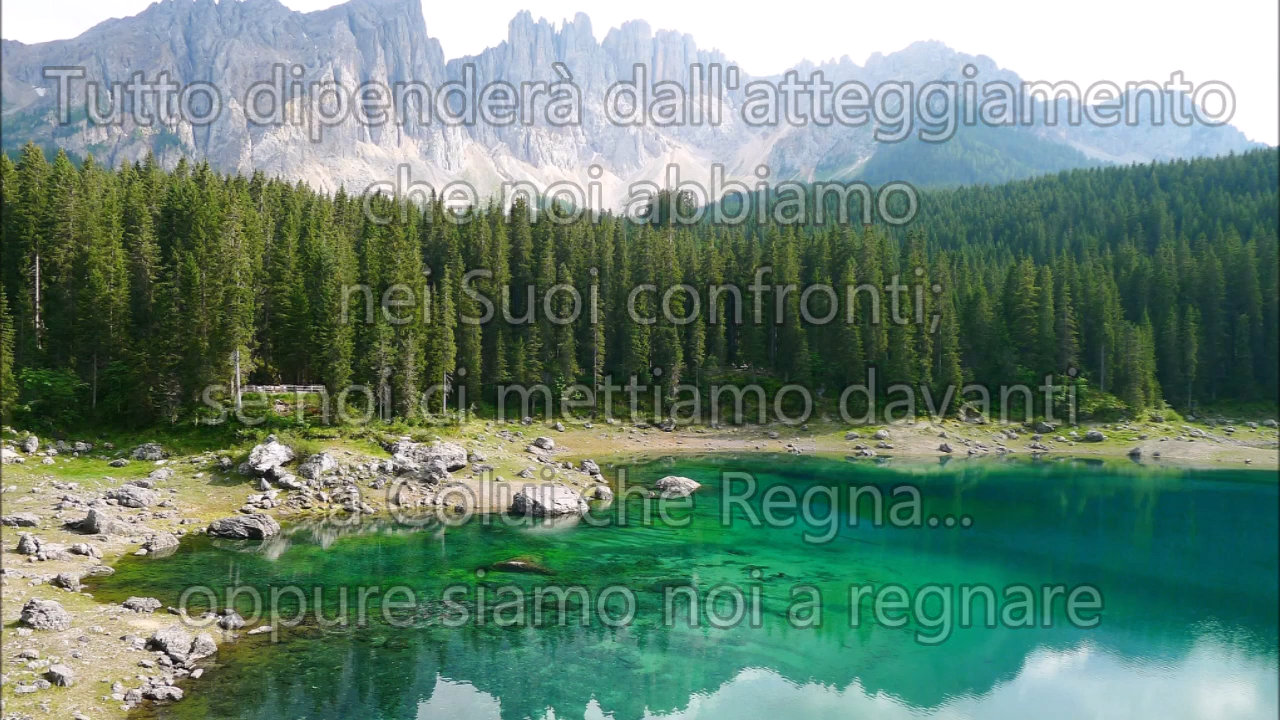 Tutto dipenderà dall'atteggiamento
che noi abbiamo
nei Suoi confronti;
se noi ci mettiamo davanti
a Colui che Regna...
oppure siamo noi a regnare